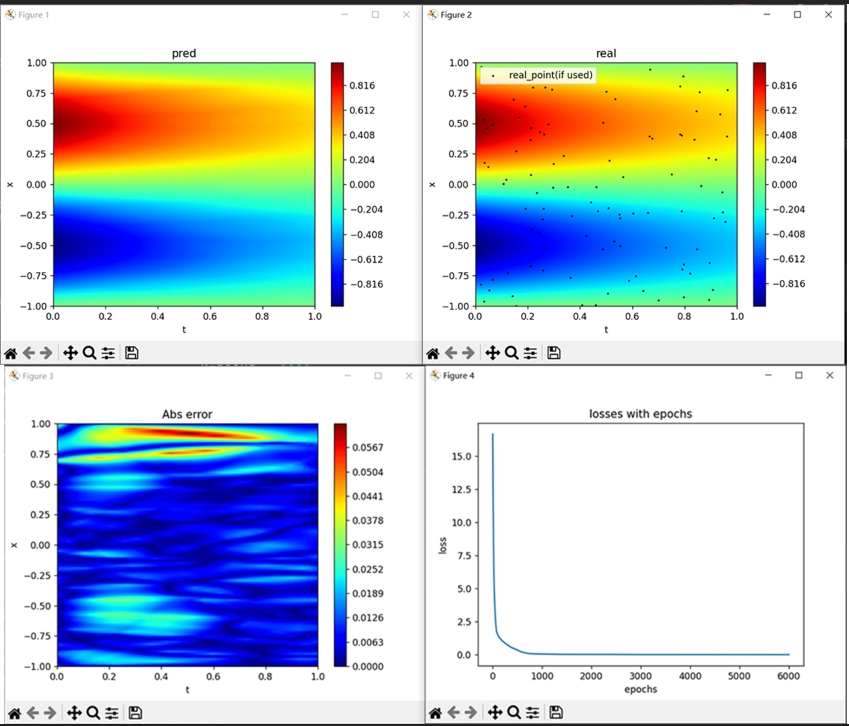 Figure 1
pred
1.00
0.75
0.50
0.25
0.00
−0.25
−0.50
−0.75
−1.00
x
0.0 0.2 0.4 0.6 0.8 1.0
t
0.816
0.612
0.408
0.204
0.000
−0.204
−0.408
−0.612
−0.816
Figure 2
real
real_point(if used)
1.00
0.75
0.50
0.25
0.00
−0.25
−0.50
−0.75
−1.00
x
0.0 0.2 0.4 0.6 0.8 1.0
t
0.816
0.612
0.408
0.204
0.000
−0.204
−0.408
−0.612
−0.816
Figure 3
Abs error
1.00
0.75
0.50
0.25
0.00
−0.25
−0.50
−0.75
−1.00
x
0.0 0.2 0.4 0.6 0.8 1.0
t
0.0567
0.0504
0.0441
0.0378
0.0315
0.0252
0.0189
0.0126
0.0063
0.0000
Figure 4
losses with epochs
15.0
12.5
10.0
7.5
5.0
2.5
0.0
loss
0 1000 2000 3000 4000 5000 6000
epochs